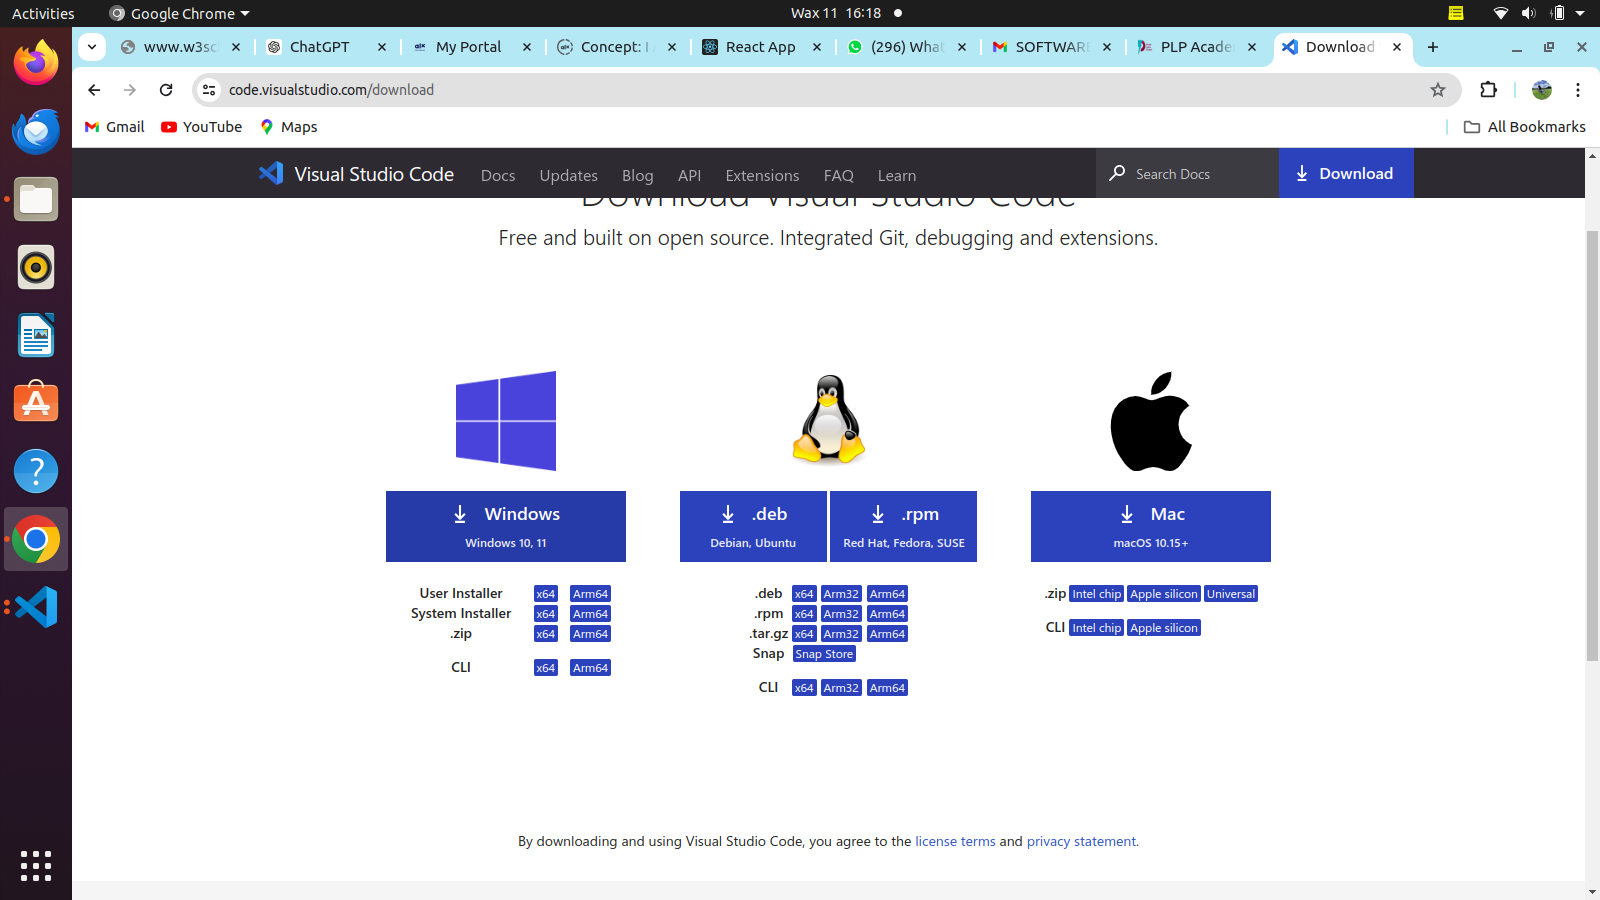 Activities Google Chrome Wax 11 16:18
www.w3sc ChatGPT My Portal Concept: I (296) What SOFTWARE PLP Acade Download
React App
code.visualstudio.com/download
Gmail YouTube Maps All Bookmarks
Visual Studio Code Docs Updates Blog API Extensions FAQ Learn Search Docs Download
Download Visual Studio Code
Free and built on open source. Integrated Git, debugging and extensions.
Windows .deb .rpm Mac
Windows 10, 11 Debian, Ubuntu Red Hat, Fedora, SUSE macOS 10.15+
User Installer x64 Arm64 .deb x64 Arm32 Arm64 .zip Intel chip Apple silicon Universal
System Installer x64 Arm64 .rpm x64 Arm32 Arm64
.zip x64 Arm64 .tar.gz x64 Arm32 Arm64 CLI Intel chip Apple silicon
Snap Snap Store
CLI x64 Arm64
CLI x64 Arm32 Arm64
By downloading and using Visual Studio Code, you agree to the license terms and privacy statement.